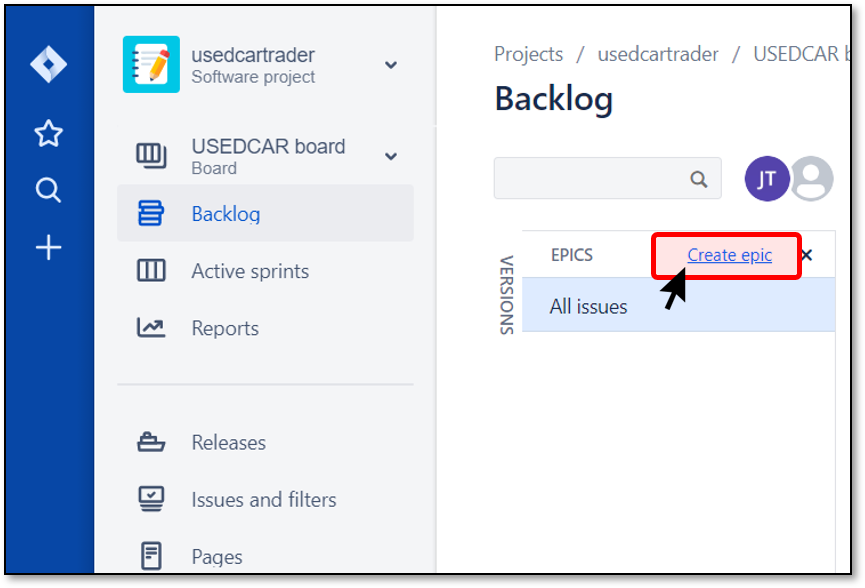 usedcartrader
Software project
USEDCAR board
Board
Backlog
Active sprints
Reports
Releases
Issues and filters
Pages
Projects / usedcartrader / USEDCAR b
Backlog
JT
VERSIONS
EPICS Create epic
All issues